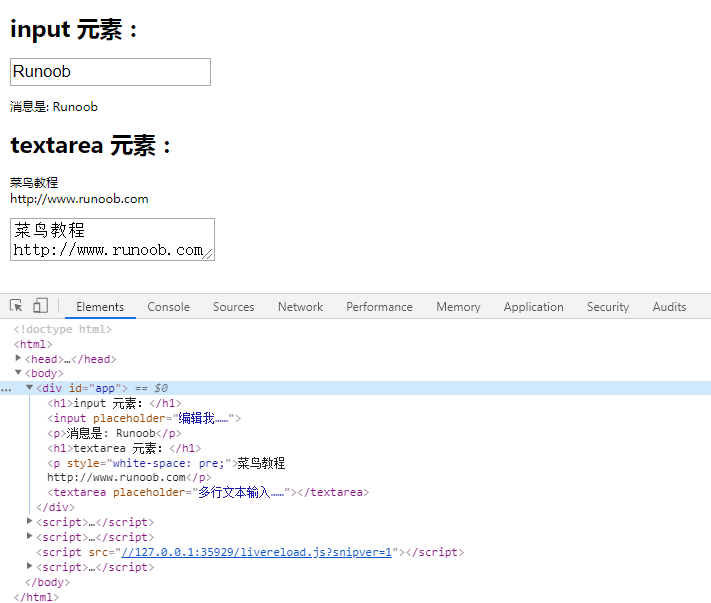 input 元素：
Runoob
消息是: Runoob
textarea 元素：
菜鸟教程
http://www.runoob.com
菜鸟教程
http://www.runoob.com
Elements Console Sources Network Performance Memory Application Security Audits
<!doctype html>
<html>
<head>…</head>
<body>
… <div id="app"> == $0
<h1>input 元素：</h1>
<input placeholder="编辑我……">
<p>消息是: Runoob</p>
<h1>textarea 元素：</h1>
<p style="white-space: pre;">菜鸟教程
http://www.runoob.com</p>
<textarea placeholder="多行文本输入……"></textarea>
</div>
<script>…</script>
<script>…</script>
<script src="//127.0.0.1:35929/livereload.js?snipver=1"></script>
<script>…</script>
</body>
</html>